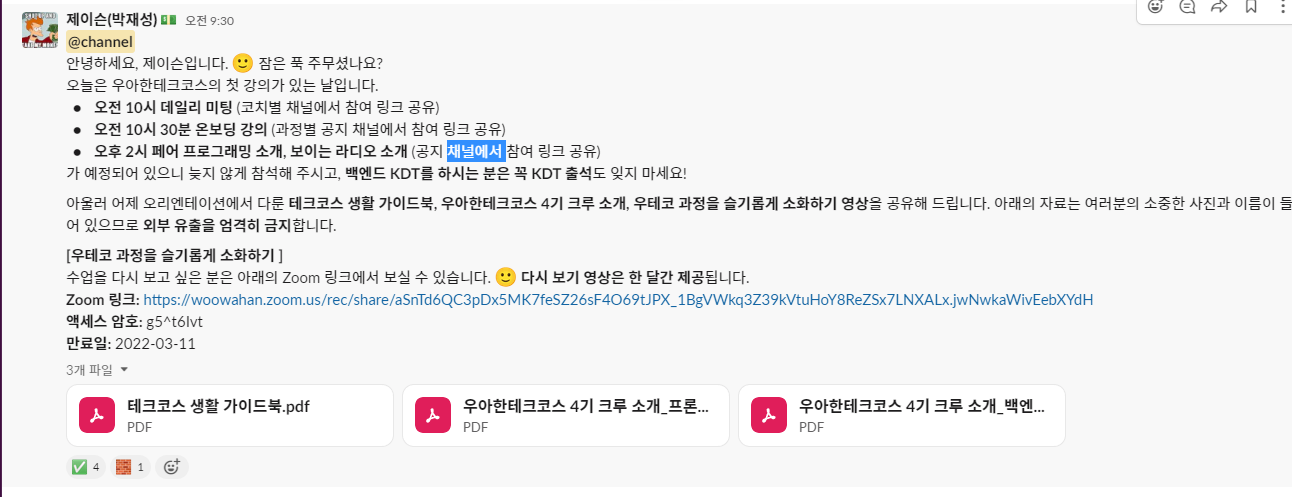 제이슨(박재성) 오전 9:30
@channel
안녕하세요, 제이슨입니다. 🙂 잠은 푹 주무셨나요?
오늘은 우아한테크코스의 첫 강의가 있는 날입니다.
• 오전 10시 데일리 미팅 (코치별 채널에서 참여 링크 공유)
• 오전 10시 30분 온보딩 강의 (과정별 공지 채널에서 참여 링크 공유)
• 오후 2시 페어 프로그래밍 소개, 보이는 라디오 소개 (공지 채널에서 참여 링크 공유)
가 예정되어 있으니 늦지 않게 참석해 주시고, 백엔드 KDT를 하시는 분은 꼭 KDT 출석도 잊지 마세요!
아울러 어제 오리엔테이션에서 다룬 테크코스 생활 가이드북, 우아한테크코스 4기 크루 소개, 우테코 과정을 슬기롭게 소화하기 영상을 공유해 드립니다. 아래의 자료는 여러분의 소중한 사진과 이름이 들
어 있으므로 외부 유출을 엄격히 금지합니다.
[우테코 과정을 슬기롭게 소화하기 ]
수업을 다시 보고 싶은 분은 아래의 Zoom 링크에서 보실 수 있습니다. 🙂 다시 보기 영상은 한 달간 제공됩니다.
Zoom 링크: https://woowahan.zoom.us/rec/share/aSnTd6QC3pDx5MK7feSZ26sF4O69tJPX_1BgVWkq3Z39kVtuHoY8ReZSx7LNXALx.jwNwkaWivEebXYdH
액세스 암호: g5^t6Ivt
만료일: 2022-03-11
3개 파일
테크코스 생활 가이드북.pdf
PDF
우아한테크코스 4기 크루 소개_프론...
PDF
우아한테크코스 4기 크루 소개_백엔...
PDF
4 1